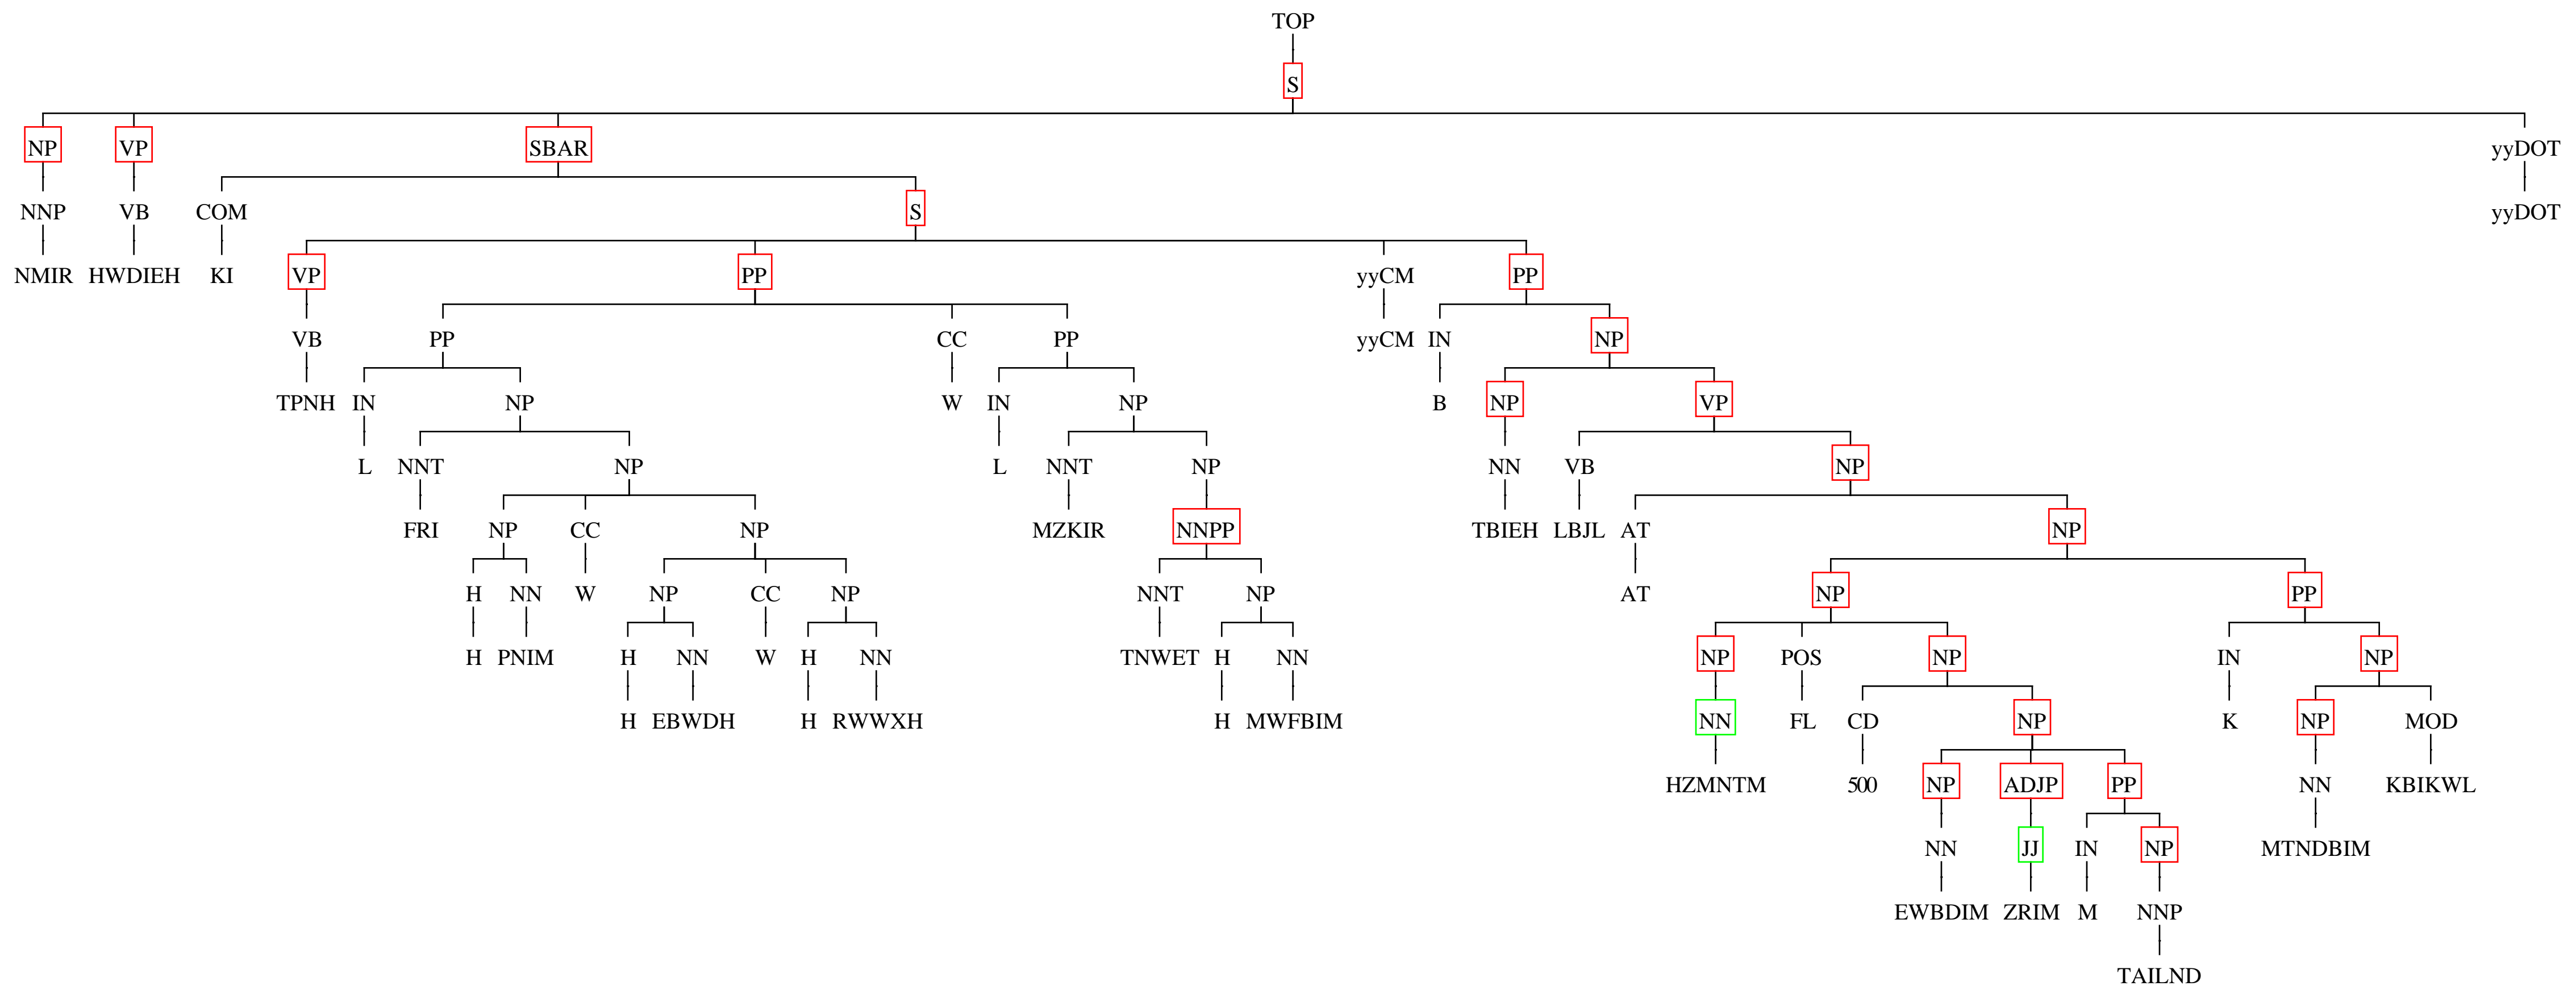 TOP
S
NP VP SBAR yyDOT
NNP VB COM S yyDOT
NMIR HWDIEH KI VP PP yyCM PP
VB PP CC PP yyCM IN NP
TPNH IN NP W IN NP B NP VP
L NNT NP L NNT NP NN VB NP
FRI NP CC NP MZKIR NNPP TBIEH LBJL AT NP
H NN W NP CC NP NNT NP AT NP PP
H PNIM H NN W H NN TNWET H NN NP POS NP IN NP
H EBWDH H RWWXH H MWFBIM NN FL CD NP K NP MOD
HZMNTM 500 NP ADJP PP NN KBIKWL
NN JJ IN NP MTNDBIM
EWBDIM ZRIM M NNP
TAILND